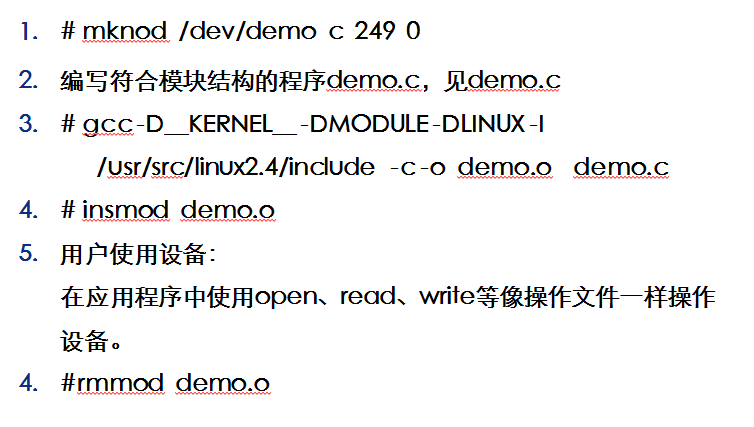 1. # mknod /dev/demo c 249 0
2. 编写符合模块结构的程序demo.c，见demo.c
3. # gcc-D__KERNEL__-DMODULE-DLINUX-I
/usr/src/linux2.4/include -c-o demo.o demo.c
4. # insmod demo.o
5. 用户使用设备：
在应用程序中使用open、read、write等像操作文件一样操作
设备。
4. #rmmod demo.o